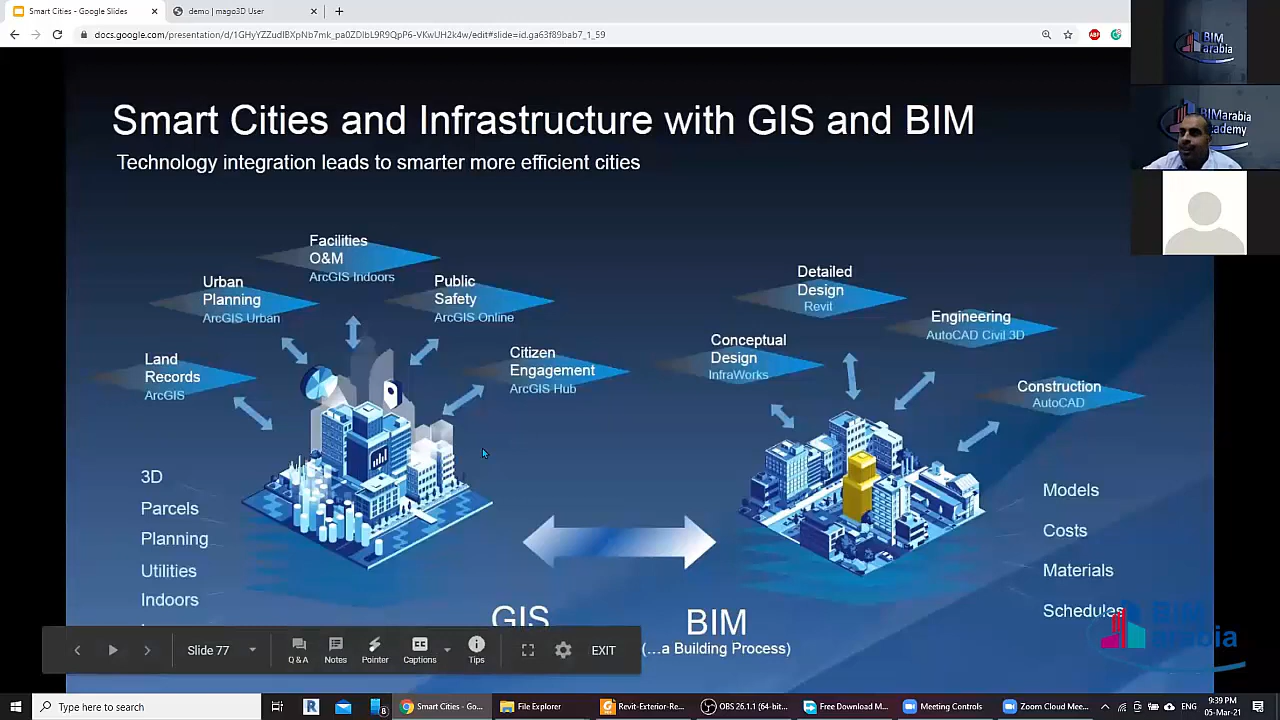 Smart Cities - Google Slides
demo | mago3D User
docs.google.com/presentation/d/1GHyYZZudIBXpNb7mk_pa0ZDlbL9R9QpP6-VKwUH2k4w/edit#slide=id.ga63f89bab7_1_59
ABP
BIM
arabia
BIMarabia
academy
Smart Cities and Infrastructure with GIS and BIM
Technology integration leads to smarter more efficient cities
Facilities
O&M
ArcGIS Indoors
Urban
Planning
ArcGIS Urban
Public
Safety
ArcGIS Online
Land
Records
ArcGIS
Citizen
Engagement
ArcGIS Hub
Detailed
Design
Revit
Engineering
AutoCAD Civil 3D
Conceptual
Design
InfraWorks
Construction
AutoCAD
3D
Parcels
Planning
Utilities
Indoors
Models
Costs
Materials
Schedules
GIS
BIM
(…a Building Process)
BIM
arabia
Slide 77
Q & A
Notes
Pointer
Captions
Tips
EXIT
Type here to search
Smart Cities - Go...
File Explorer
Revit-Exterior-Re...
OBS 26.1.1 (64-bit...
Free Download M...
Meeting Controls
Zoom Cloud Mee...
9:39 PM
05-Mar-21